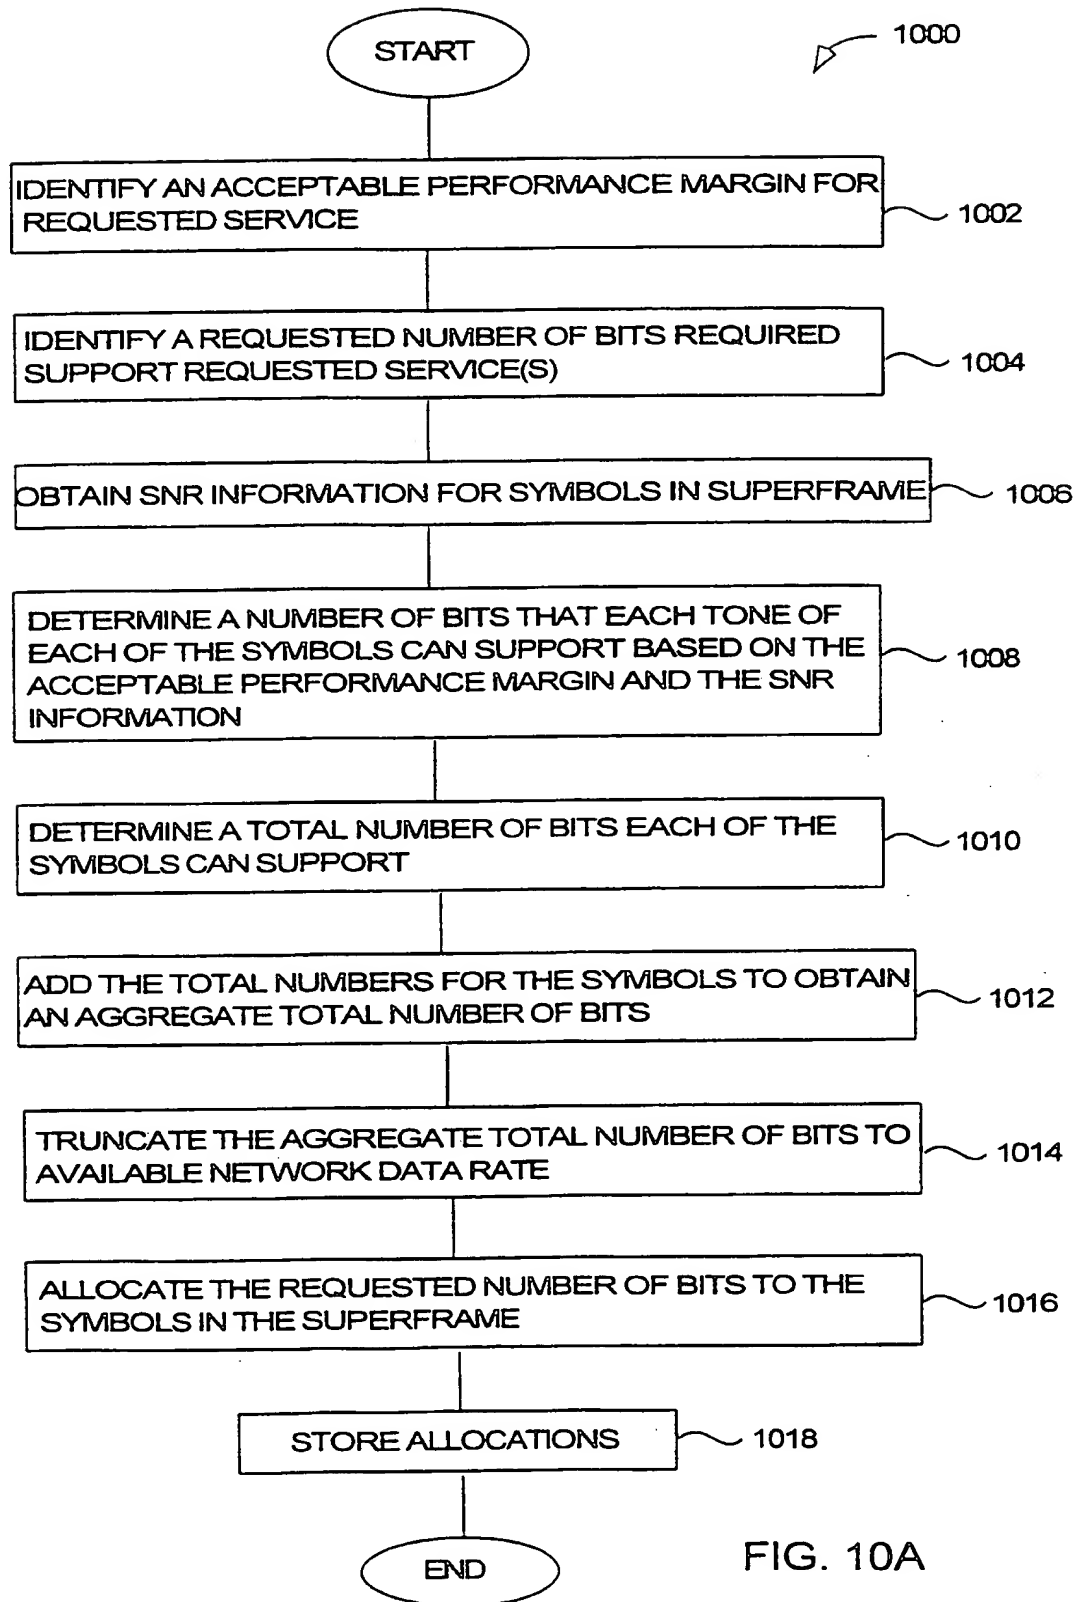 START
1000
IDENTIFY AN ACCEPTABLE PERFORMANCE MARGIN FOR
REQUESTED SERVICE
1002
IDENTIFY A REQUESTED NUMBER OF BITS REQUIRED
SUPPORT REQUESTED SERVICE(S)
1004
OBTAIN SNR INFORMATION FOR SYMBOLS IN SUPERFRAME
1006
DETERMINE A NUMBER OF BITS THAT EACH TONE OF
EACH OF THE SYMBOLS CAN SUPPORT BASED ON THE
ACCEPTABLE PERFORMANCE MARGIN AND THE SNR
INFORMATION
1008
DETERMINE A TOTAL NUMBER OF BITS EACH OF THE
SYMBOLS CAN SUPPORT
1010
ADD THE TOTAL NUMBERS FOR THE SYMBOLS TO OBTAIN
AN AGGREGATE TOTAL NUMBER OF BITS
1012
TRUNCATE THE AGGREGATE TOTAL NUMBER OF BITS TO
AVAILABLE NETWORK DATA RATE
1014
ALLOCATE THE REQUESTED NUMBER OF BITS TO THE
SYMBOLS IN THE SUPERFRAME
1016
STORE ALLOCATIONS
1018
END
FIG. 10A